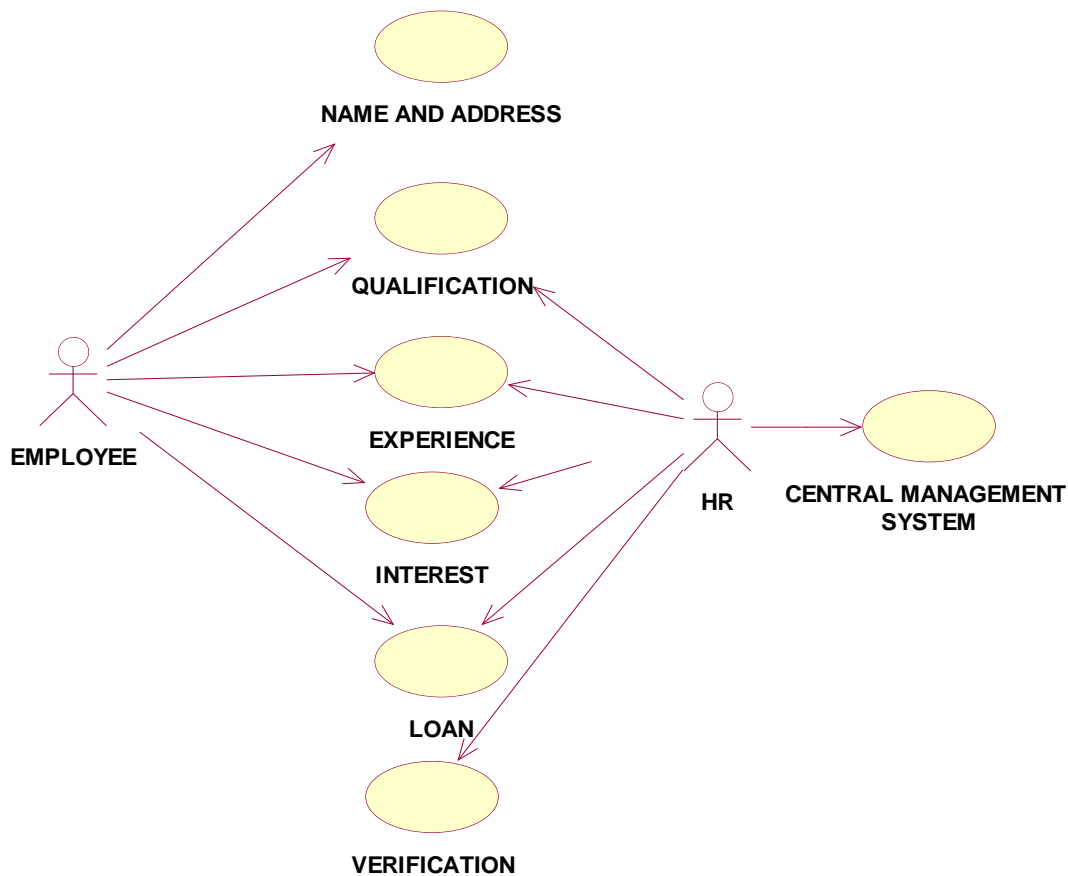 NAME AND ADDRESS
QUALIFICATION
EXPERIENCE
EMPLOYEE
INTEREST
HR
CENTRAL MANAGEMENT
SYSTEM
LOAN
VERIFICATION